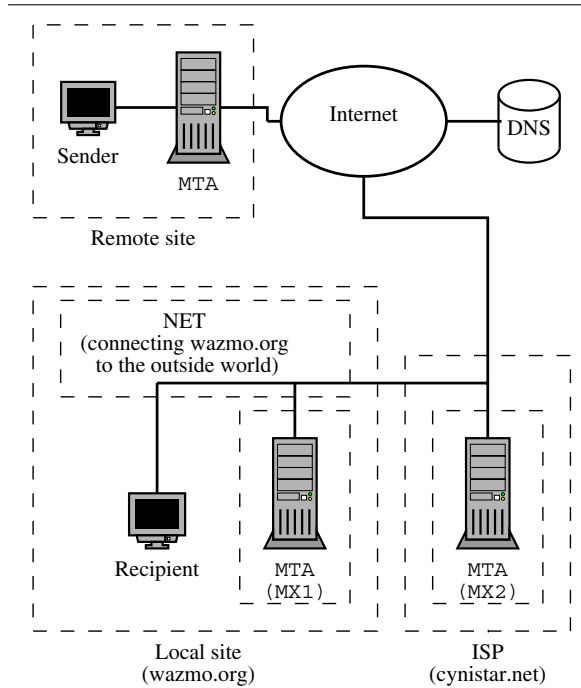 Internet
DNS
Sender
MTA
Remote site
NET
(connecting wazmo.org
to the outside world)
Recipient
MTA
(MX1)
MTA
(MX2)
Local site
(wazmo.org)
ISP
(cynistar.net)